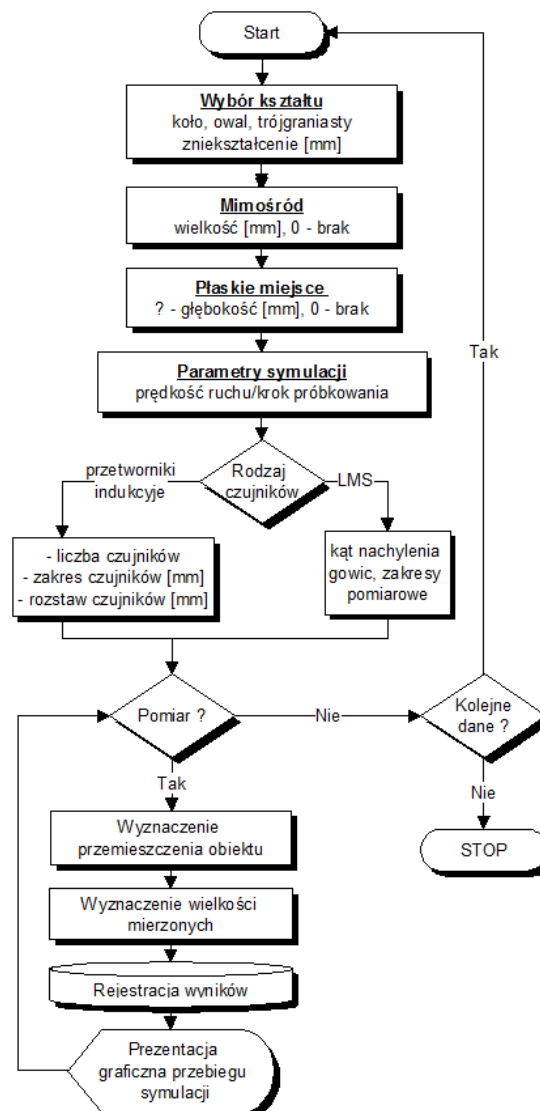 Start
Wybór kształtu
koło, owal, trójgraniasty
zniekształcenie [mm]
Mimośród
wielkość [mm], 0 - brak
Płaskie miejsce
? - głębokość [mm], 0 - brak
Tak
Parametry symulacji
prędkość ruchu/krok próbkowania
przetworniki
indukcyje
Rodzaj
czujników
LMS
- liczba czujników
- zakres czujników [mm]
- rozstaw czujników [mm]
kąt nachylenia
gowic, zakresy
pomiarowe
Pomiar ?
Nie
Kolejne
dane ?
Tak
Nie
Wyznaczenie
przemieszczenia obiektu
STOP
Wyznaczenie wielkości
mierzonych
Rejestracja wyników
Prezentacja
graficzna przebiegu
symulacji